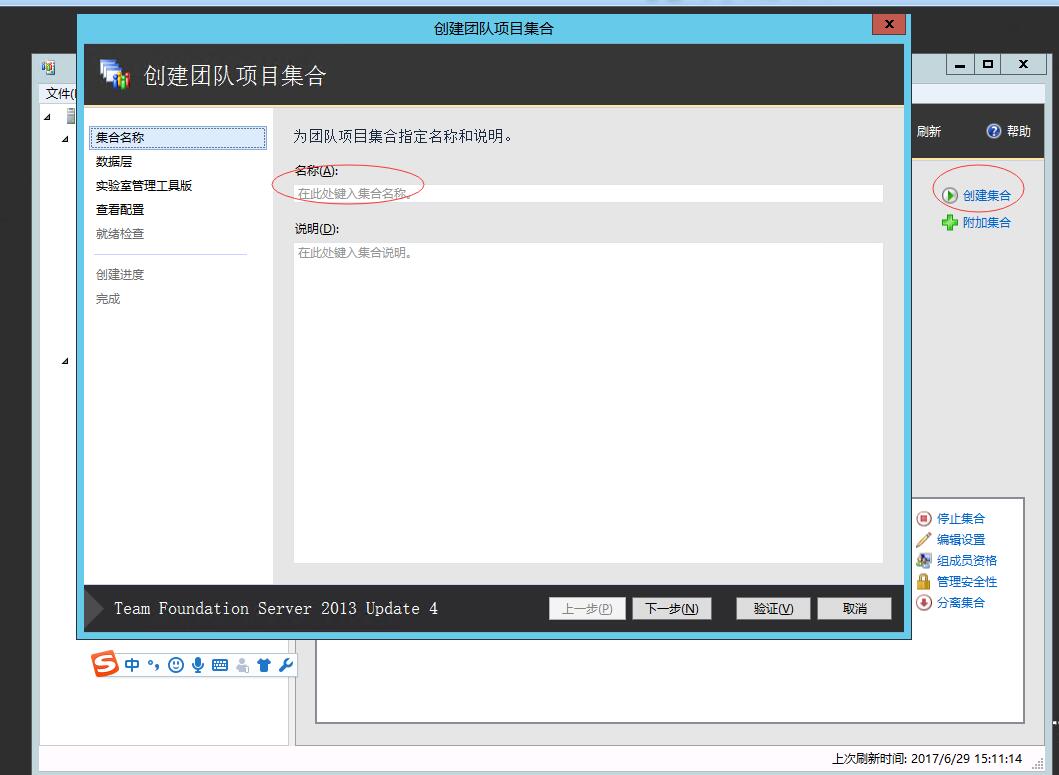 创建团队项目集合
x
创建团队项目集合
文件(
刷新
帮助
集合名称
数据层
实验室管理工具版
查看配置
就绪检查
创建进度
完成
为团队项目集合指定名称和说明。
名称(A):
在此处键入集合名称。
说明(D):
在此处键入集合说明。
创建集合
附加集合
停止集合
编辑设置
组成员资格
管理安全性
分离集合
Team Foundation Server 2013 Update 4
上一步(P)
下一步(N)
验证(V)
取消
S中
上次刷新时间: 2017/6/29 15:11:14